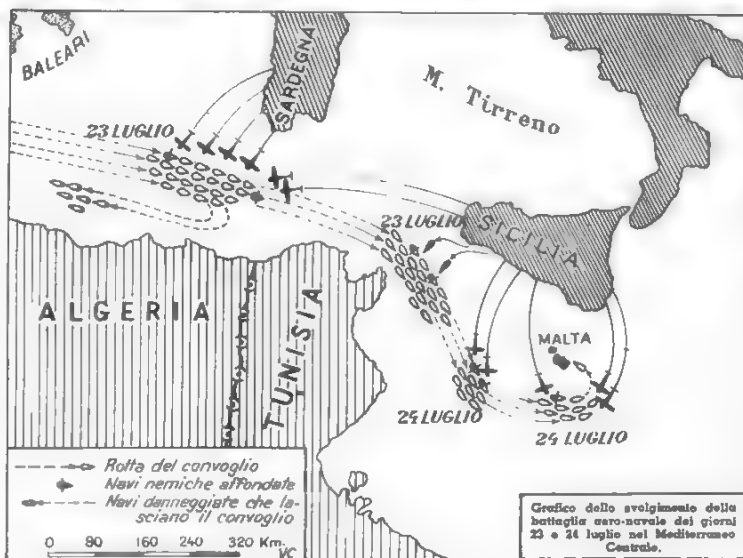 BALEARI
SARDEGNA
M. Tirreno
23 LUGLIO
23 LUGLIO
SICILIA
ALGERIA
TUNISIA
MALTA
24 LUGLIO
24 LUGLIO
Rotta del convoglio
Navi nemiche affondate
Navi danneggiate che la-
sciano il convoglio
0 80 160 240 320 Km.
VC
Grafico dello svolgimento della
battaglia aero-navale dei giorni
23 e 24 luglio nel Mediterraneo
Centrale.